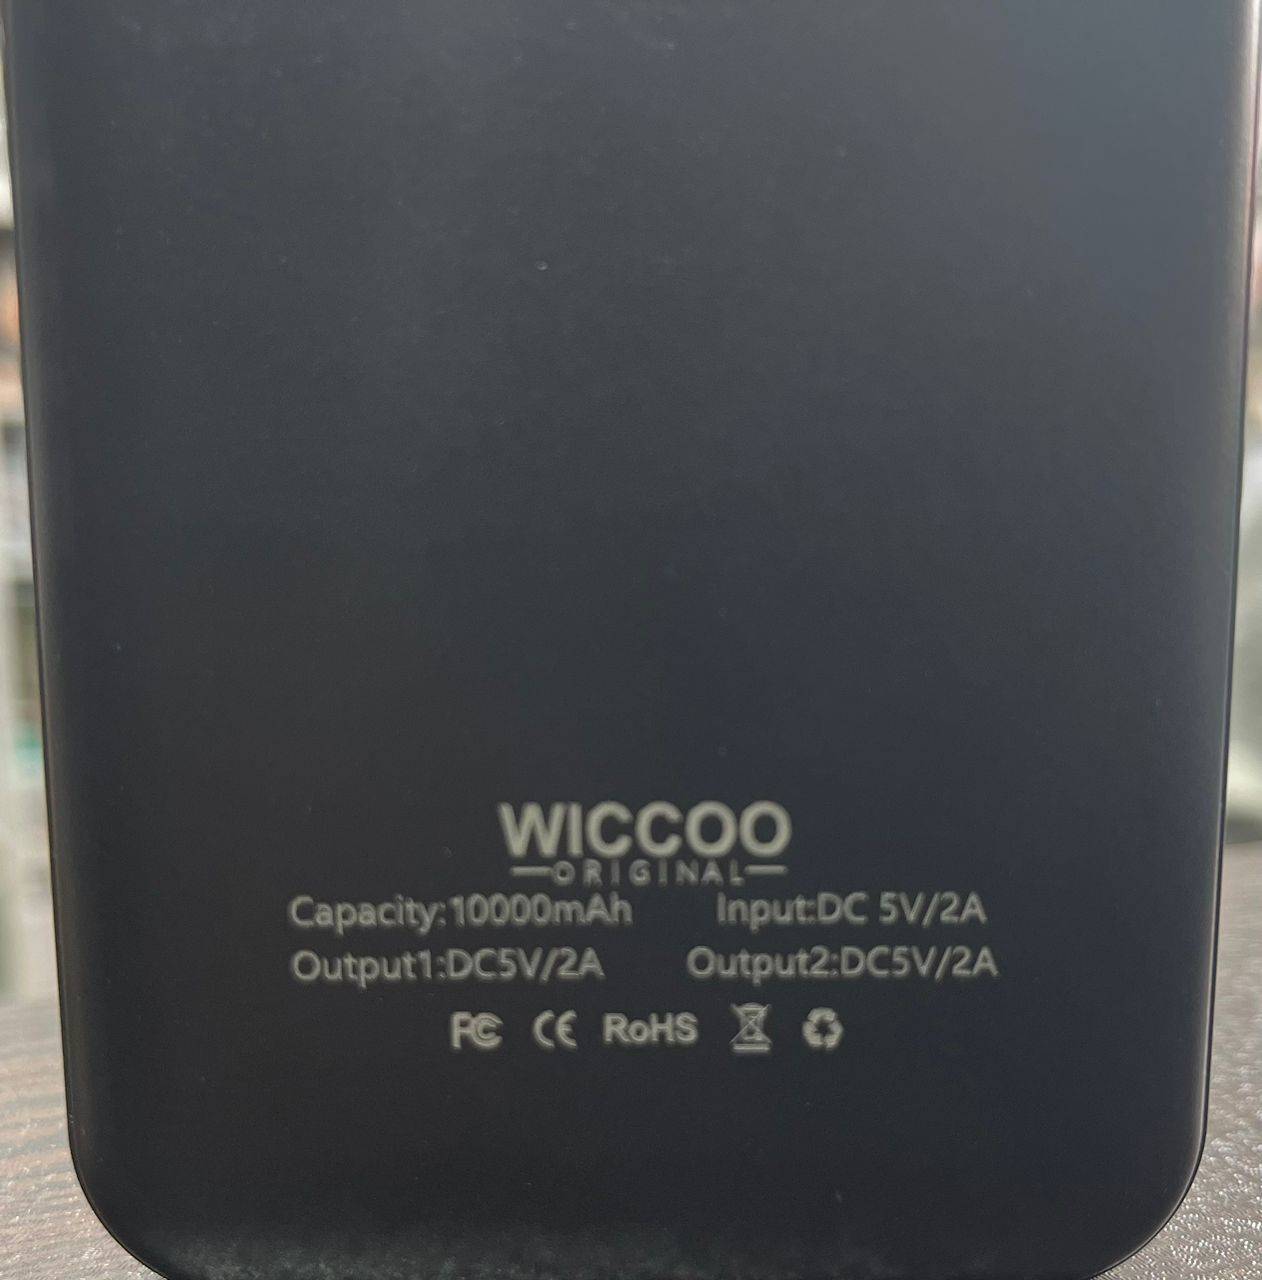 WICCOO
ORIGINAL
Capacity:10000mAh Input:DC 5V/2A
Output1:DC5V/2A Output2:DC5V/2A
FC CE RoHS